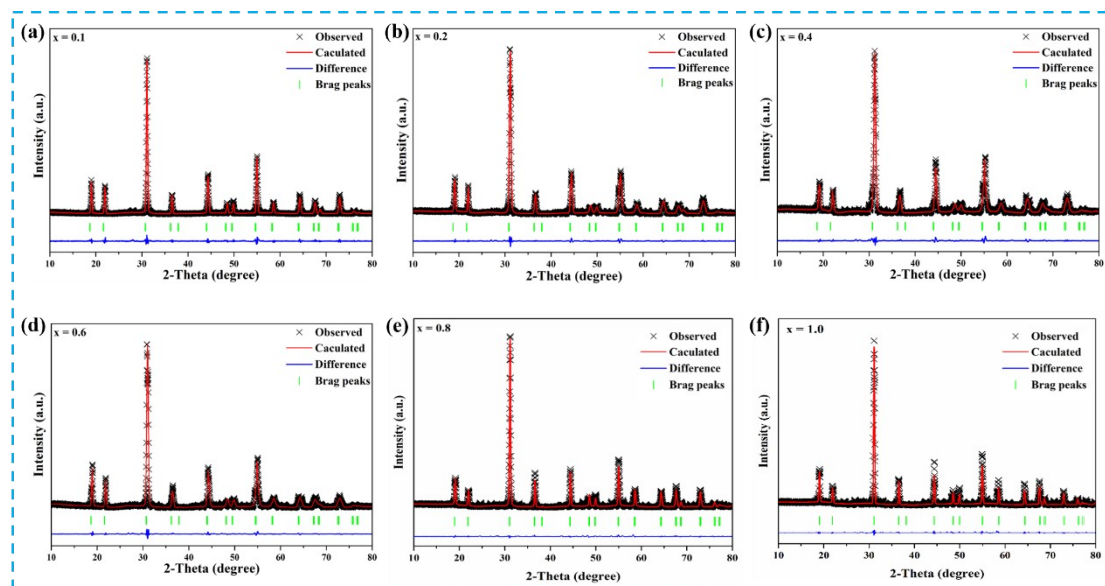 (a)
x = 0.1
Observed
Caculated
Difference
Brag peaks
Intensity (a.u.)
10 20 30 40 50 60 70 80
2-Theta (degree)
(b)
x = 0.2
Observed
Caculated
Difference
Brag peaks
Intensity (a.u.)
10 20 30 40 50 60 70 80
2-Theta (degree)
(c)
x = 0.4
Observed
Caculated
Difference
Brag peaks
Intensity (a.u.)
10 20 30 40 50 60 70 80
2-Theta (degree)
(d)
x = 0.6
Observed
Caculated
Difference
Brag peaks
Intensity (a.u.)
10 20 30 40 50 60 70 80
2-Theta (degree)
(e)
x = 0.8
Observed
Caculated
Difference
Brag peaks
Intensity (a.u.)
10 20 30 40 50 60 70 80
2-Theta (degree)
(f)
x = 1.0
Observed
Caculated
Difference
Brag peaks
Intensity (a.u.)
10 20 30 40 50 60 70 80
2-Theta (degree)